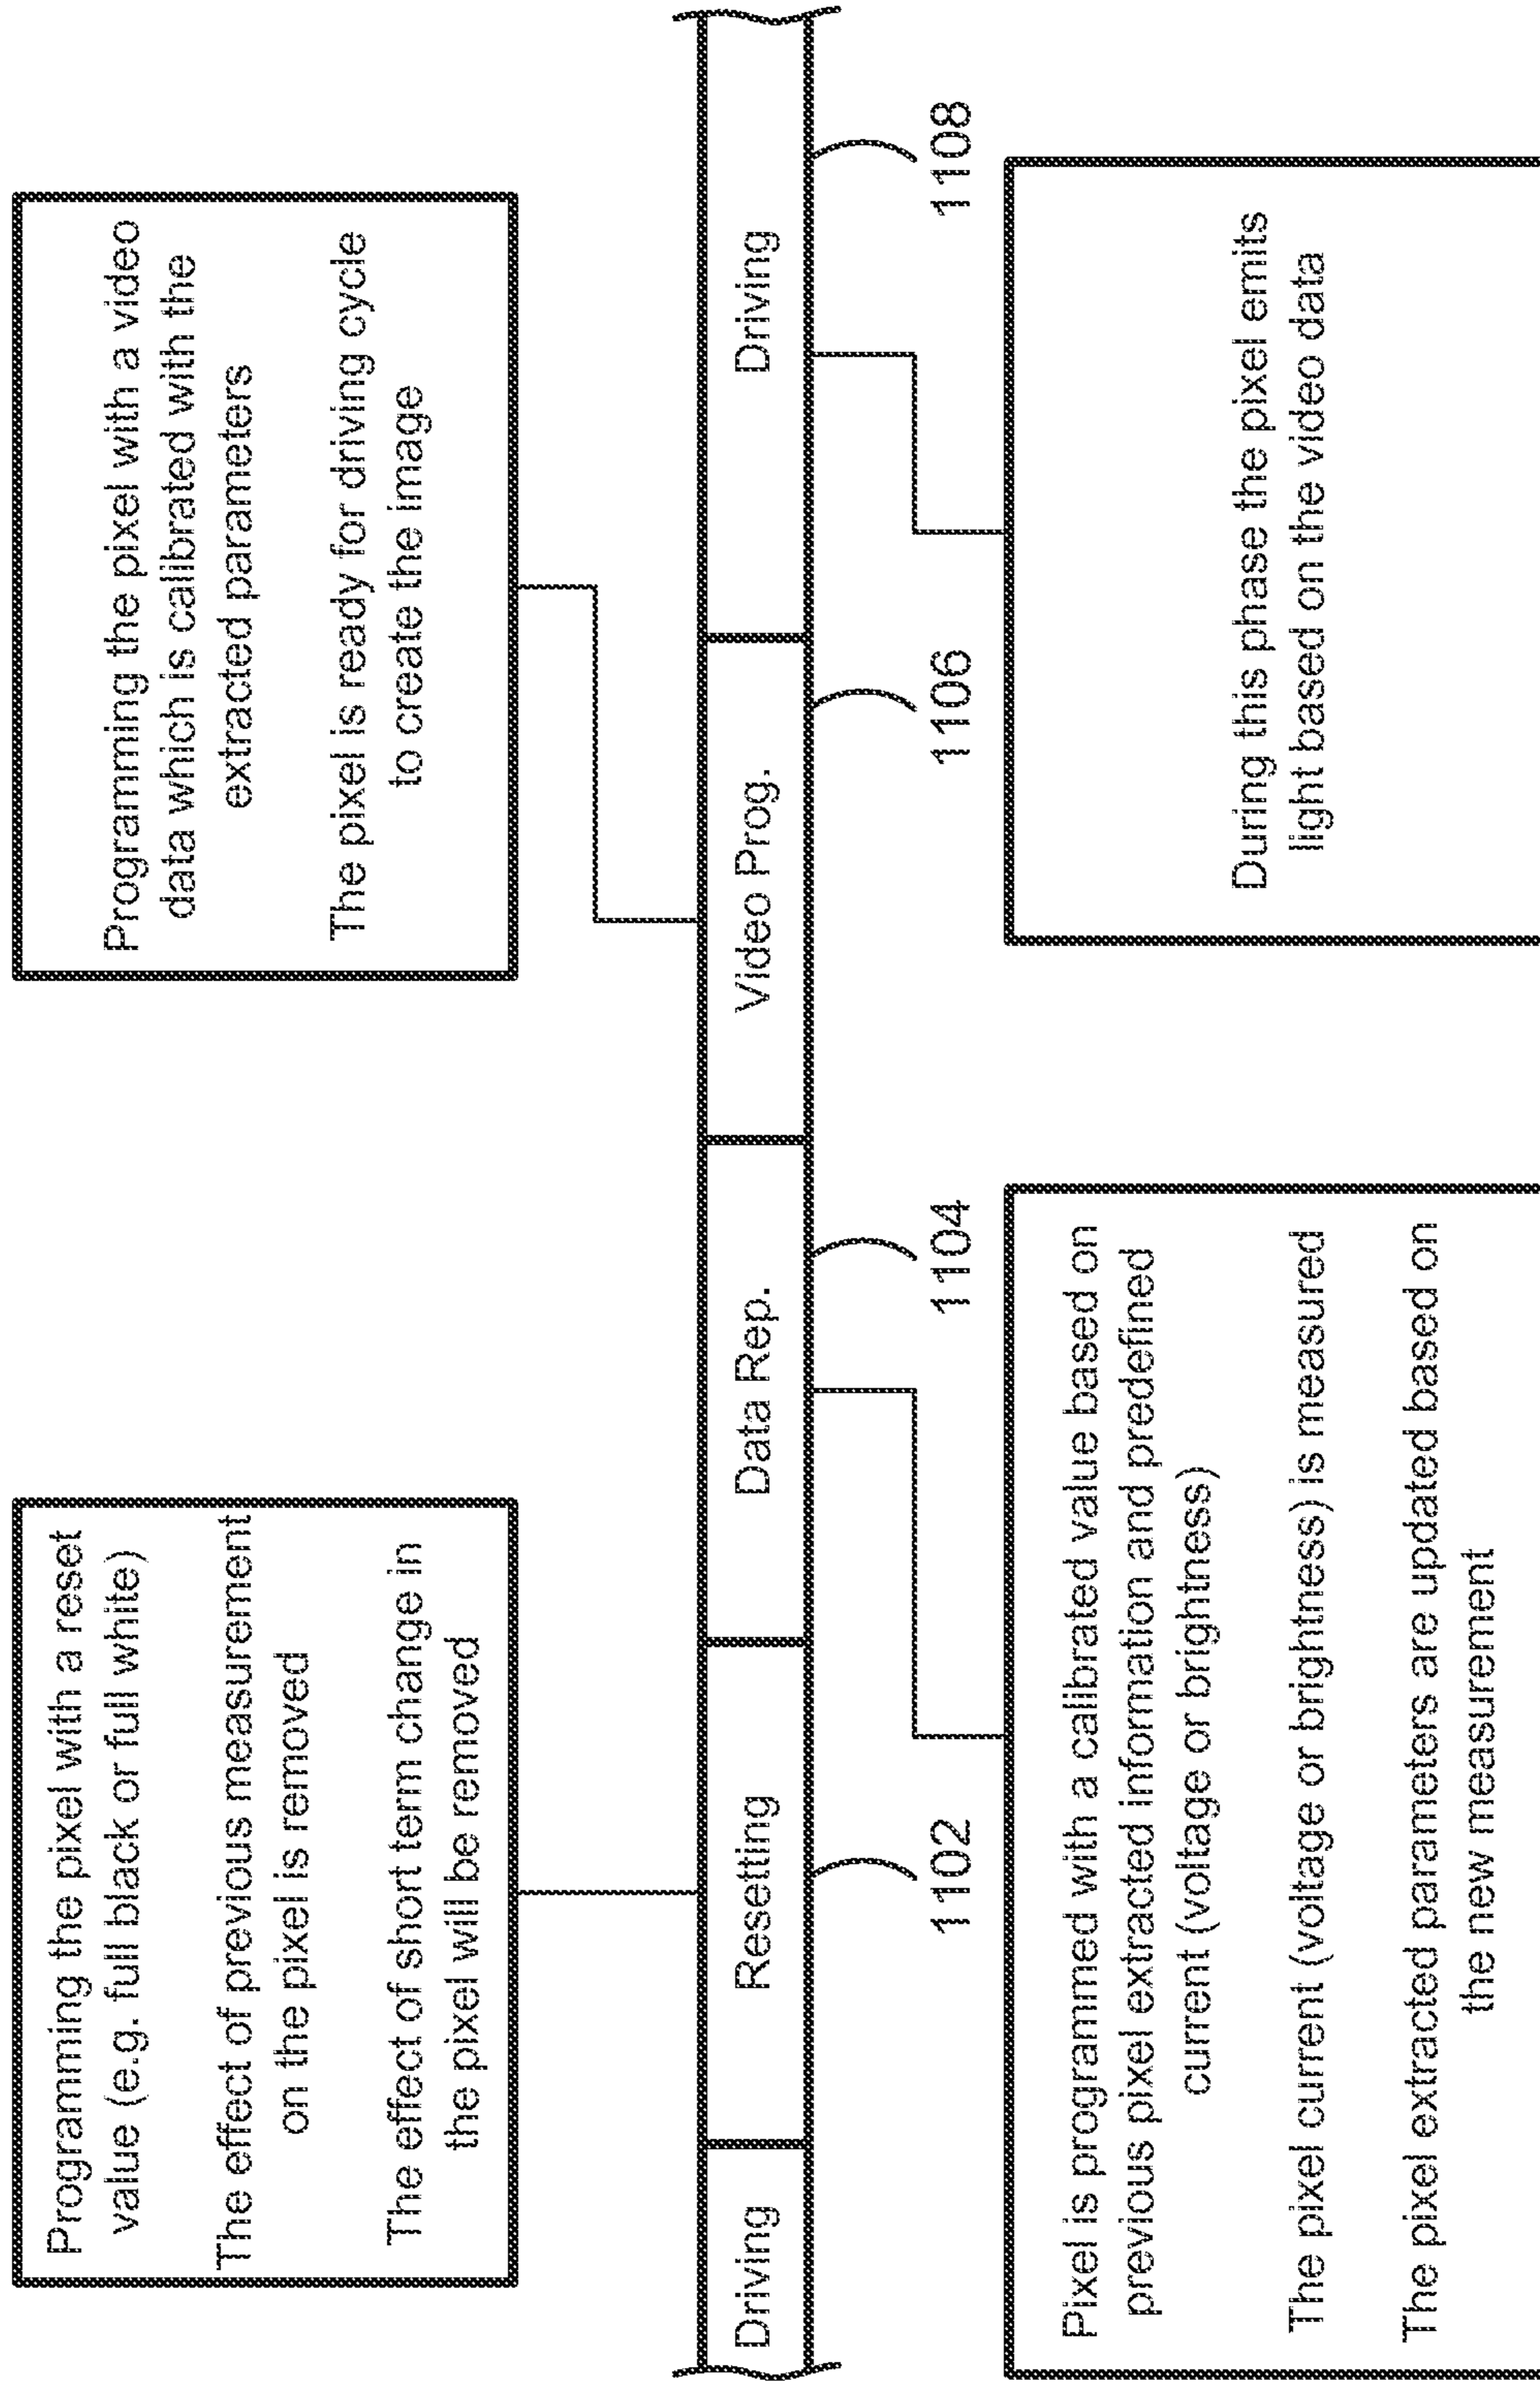 Programming the pixel with a reset
value (e.g. full black or full white)
The effect of previous measurement
on the pixel is removed
The effect of short term change in
the pixel will be removed
Programming the pixel with a video
data which is calibrated with the
extracted parameters
The pixel is ready for driving cycle
to create the image
Driving
Resetting
Data Rep.
Video Prog.
Driving
1102
1104
1106
1108
Pixel is programmed with a calibrated value based on
previous pixel extracted information and predefined
current (voltage or brightness)
The pixel current (voltage or brightness) is measured
The pixel extracted parameters are updated based on
the new measurement
During this phase the pixel emits
light based on the video data